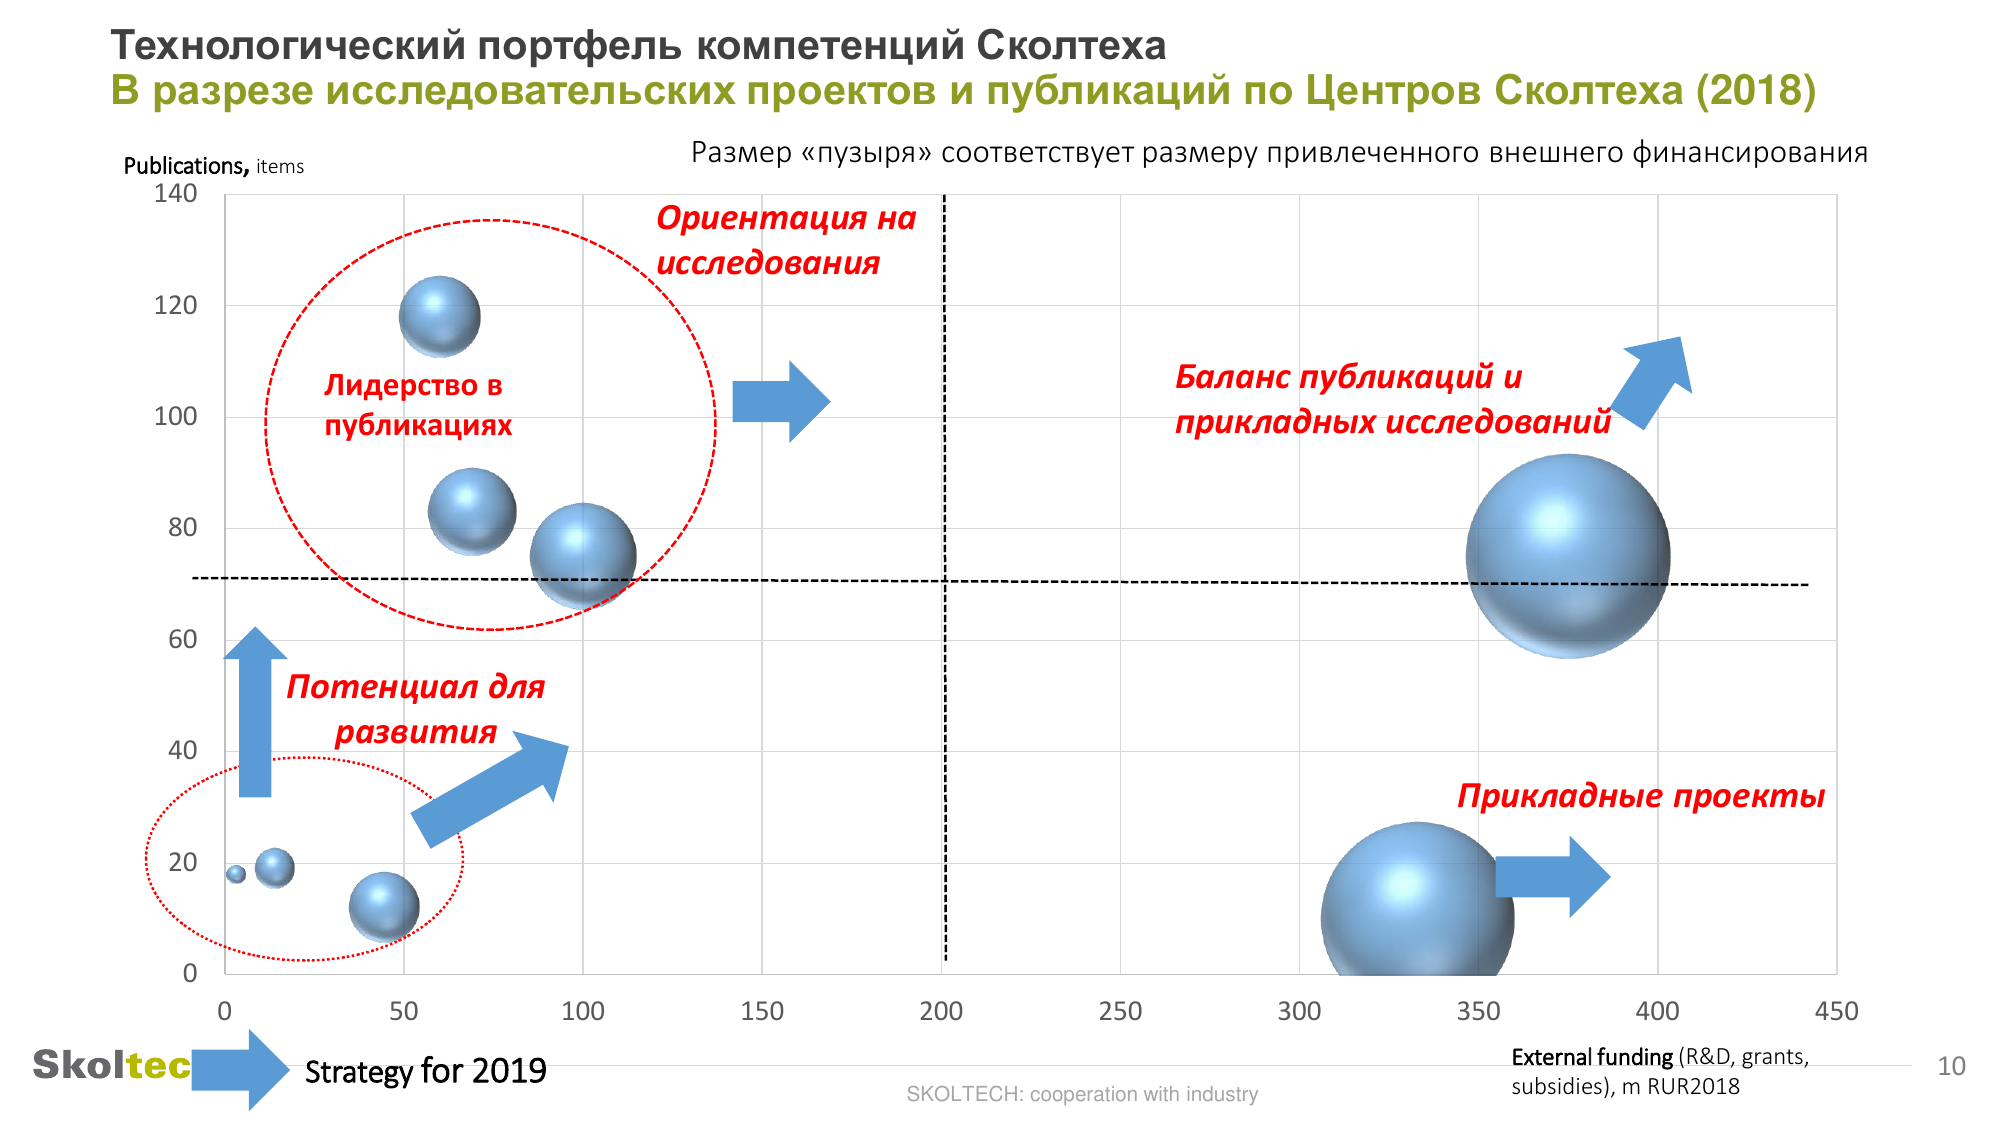 Технологический портфель компетенций Сколтеха
В разрезе исследовательских проектов и публикаций по Центров Сколтеха (2018)
Размер «пузыря» соответствует размеру привлеченного внешнего финансирования
Publications, items
140
120
100
80
60
40
20
0
Ориентация на
исследования
Лидерство в
публикациях
Баланс публикаций и
прикладных исследований
Потенциал для
развития
Прикладные проекты
0 50 100 150 200 250 300 350 400 450
Skoltec
Strategy for 2019
External funding (R&D, grants,
subsidies), m RUR2018
SKOLTECH: cooperation with industry
10